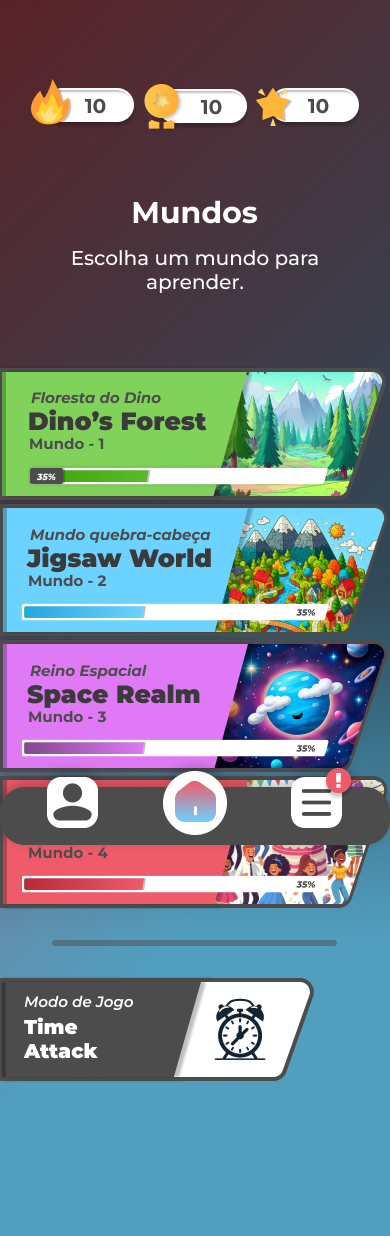 10 10 10
Mundos
Escolha um mundo para
aprender.
Floresta do Dino
Dino’s Forest
Mundo - 1
35%
Mundo quebra-cabeça
Jigsaw World
Mundo - 2
35%
Reino Espacial
Space Realm
Mundo - 3
35%
!
Mundo - 4
35%
Modo de Jogo
Time
Attack